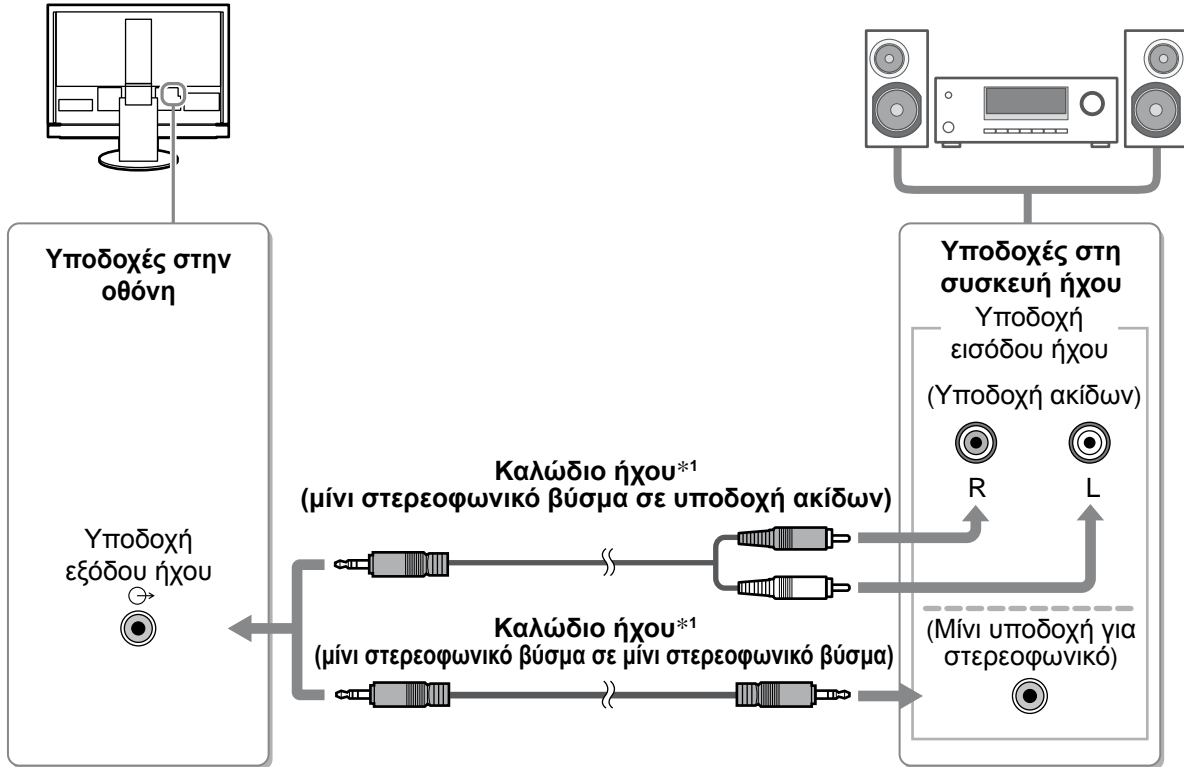 Υποδοχές στην
οθόνη
Υποδοχή
εξόδου ήχου
Καλώδιο ήχου*1
(μίνι στερεοφωνικό βύσμα σε υποδοχή ακίδων)
Καλώδιο ήχου*1
(μίνι στερεοφωνικό βύσμα σε μίνι στερεοφωνικό βύσμα)
Υποδοχές στη
συσκευή ήχου
Υποδοχή
εισόδου ήχου
(Υποδοχή ακίδων)
R L
(Μίνι υποδοχή για
στερεοφωνικό)